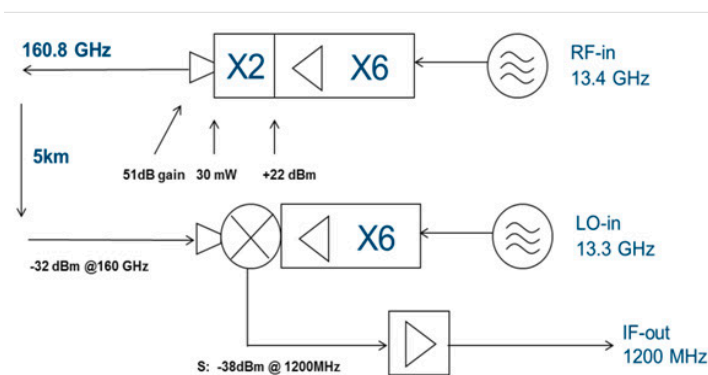 160.8 GHz
X2
X6
RF-in
13.4 GHz
5km
51dB gain
30 mW
+22 dBm
X6
LO-in
13.3 GHz
-32 dBm @160 GHz
IF-out
1200 MHz
S: -38dBm @ 1200MHz